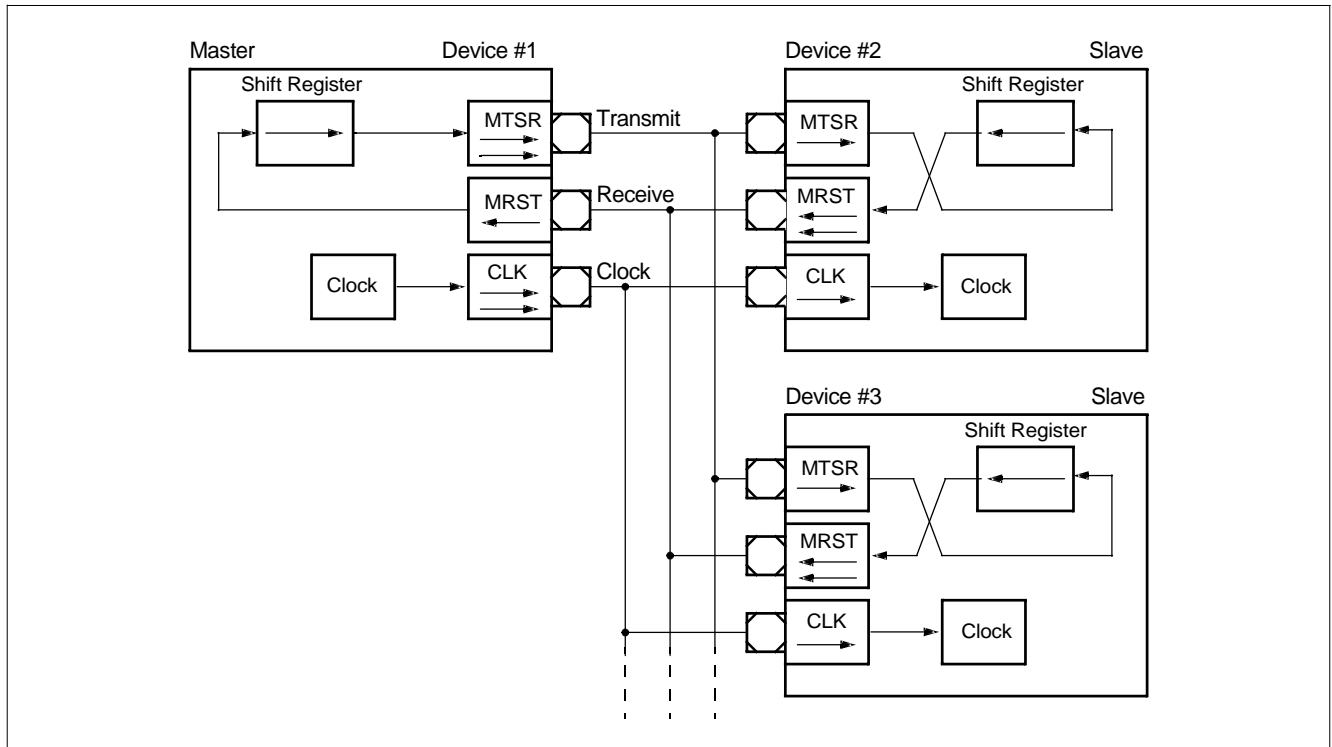 Master Device #1
Shift Register
MTSR
Transmit
MRST
Receive
Clock
CLK
Clock
Device #2 Slave
Shift Register
MTSR
MRST
CLK
Clock
Device #3 Slave
Shift Register
MTSR
MRST
CLK
Clock